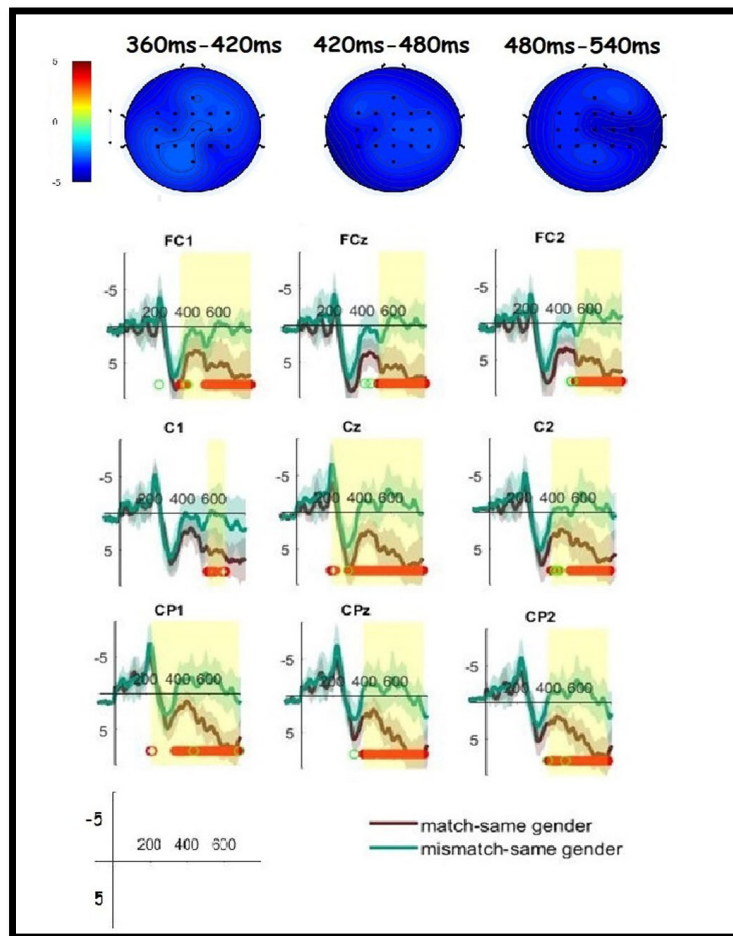 360ms-420ms 420ms-480ms 480ms-540ms
5
0
-5
FC1 FCz FC2
-5 -5 -5
200 400 600 200 400 600 200 400 600
5 5 5
C1 Cz C2
-5 -5 -5
200 400 600 200 400 600 200 400 600
5 5 5
CP1 CPz CP2
-5 -5 -5
200 400 600 200 400 600 200 400 600
5 5 5
-5
200 400 600
5
match-same gender
mismatch-same gender